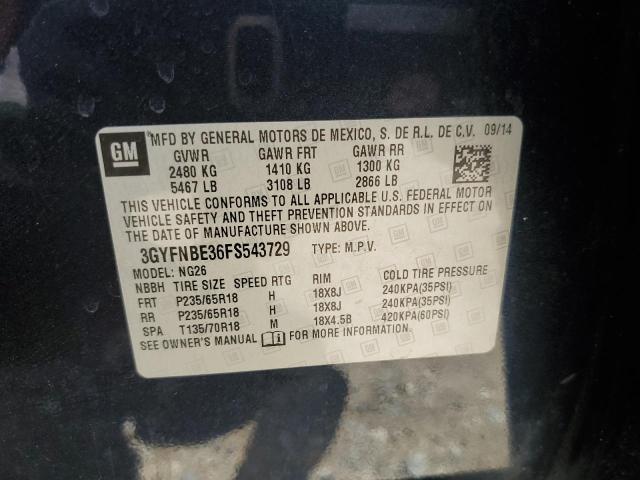 GM
MFD BY GENERAL MOTORS DE MEXICO, S. DE R.L. DE C.V. 09/14
GVWR GAWR FRT GAWR RR
2480 KG 1410 KG 1300 KG
5467 LB 3108 LB 2866 LB
THIS VEHICLE CONFORMS TO ALL APPLICABLE U.S. FEDERAL MOTOR
VEHICLE SAFETY AND THEFT PREVENTION STANDARDS IN EFFECT ON
THE DATE OF MANUFACTURE SHOWN ABOVE.
3GYFNBE36FS543729 TYPE: M.P.V.
MODEL: NG26
NBBH TIRE SIZE SPEED RTG RIM COLD TIRE PRESSURE
FRT P235/65R18 H 18X8J 240KPA(35PSI)
RR P235/65R18 H 18X8J 240KPA(35PSI)
SPA T135/70R18 M 18X4.5B 420KPA(60PSI)
SEE OWNER'S MANUAL FOR MORE INFORMATION.